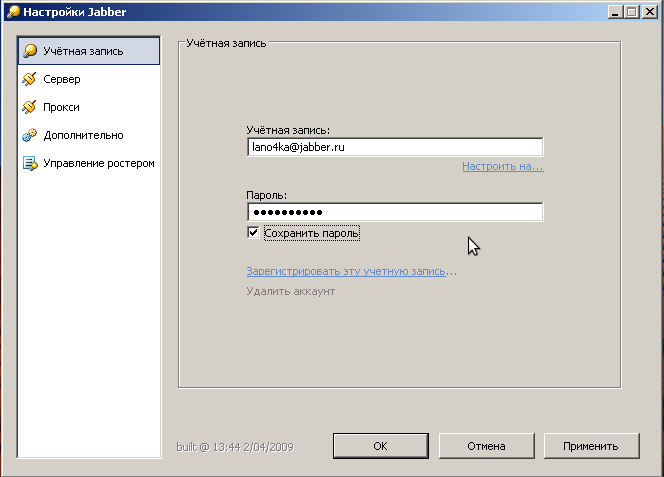 Настройки Jabber
Учётная запись
Сервер
Прокси
Дополнительно
Управление ростером
Учётная запись
Учётная запись:
lano4ka@jabber.ru
Настроить на...
Пароль:
●●●●●●●●●●
Сохранить пароль
Зарегистрировать эту учетную запись...
Удалить аккаунт
built @ 13:44 2/04/2009
OK
Отмена
Применить